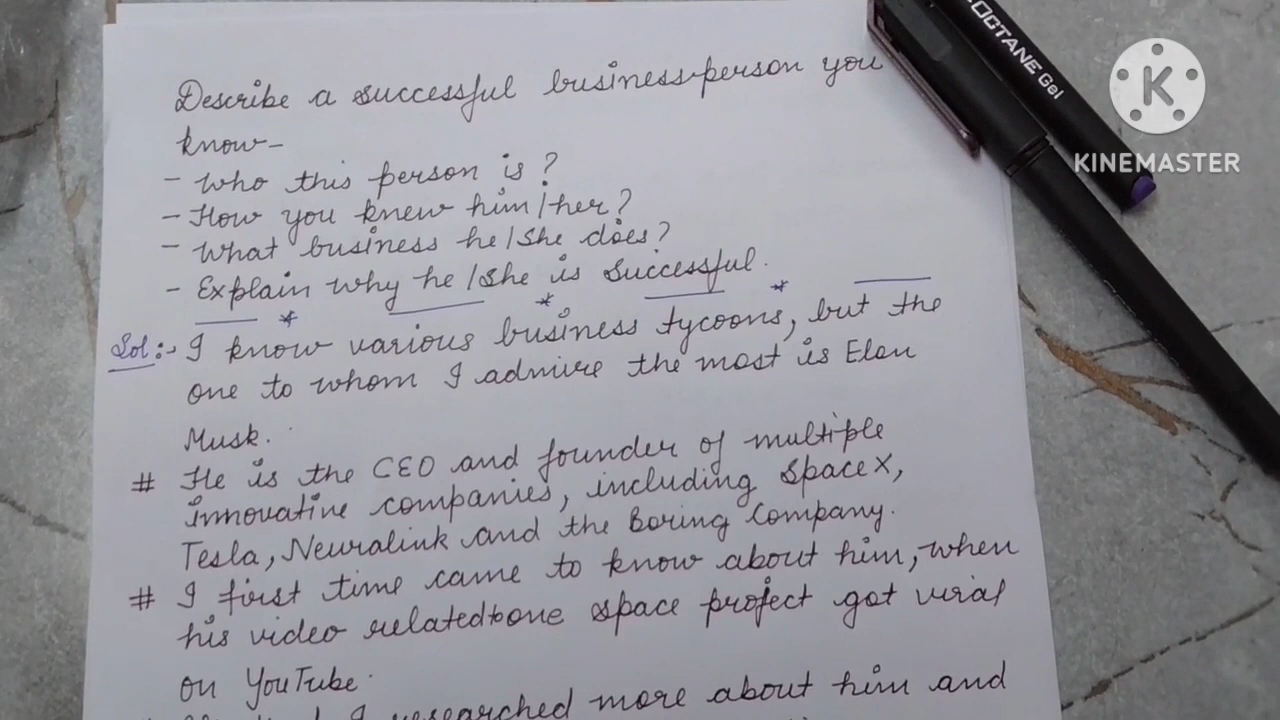 Describe a successful business-person you
know-
- Who this person is?
- How you knew him/her?
- What business he/she does?
- Explain why he/she is successful.
Sol:- I know various business tycoons, but the
one to whom I admire the most is Elon
Musk.
# He is the CEO and founder of multiple
innovative companies, including SpaceX,
Tesla, Neuralink and the Boring Company.
# I first time came to know about him, when
his video related to one space project got viral
on YouTube.
I researched more about him and
OCTANE Gel
K
KINEMASTER